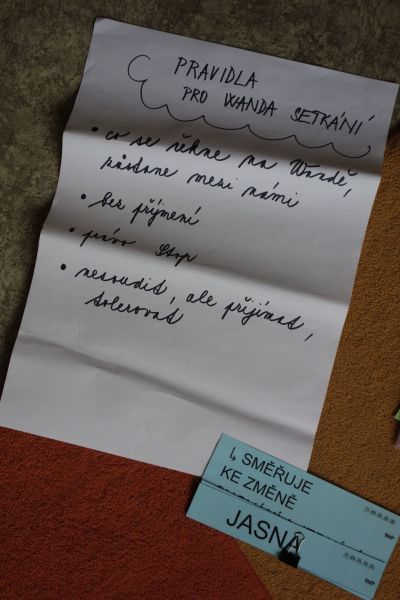 PRAVIDLA
PRO WANDA SETKÁNÍ
• co se řekne na Wandě,
zůstane mezi námi
• bez příjmení
• právo Stop
• nesoudit, ale přijímat,
tolerovat
↳ SMĚŘUJE
KE ZMĚNĚ
JASNÁ